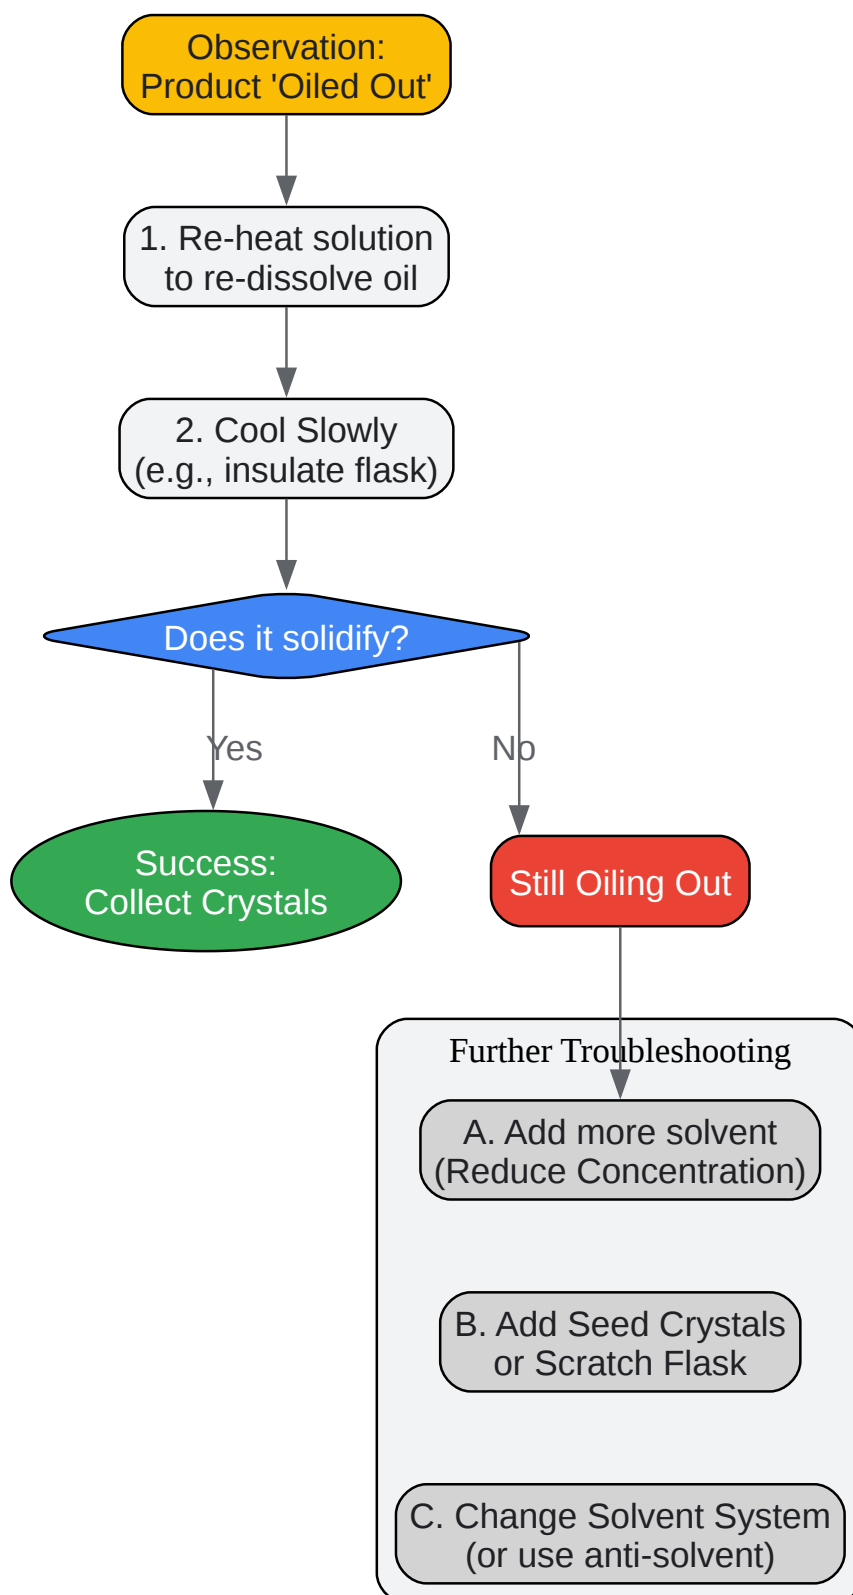 Observation:
Product 'Oiled Out'
1. Re-heat solution
to re-dissolve oil
2. Cool Slowly
(e.g., insulate flask)
Does it solidify?
Yes
No
Success:
Collect Crystals
Still Oiling Out
Further Troubleshooting
A. Add more solvent
(Reduce Concentration)
B. Add Seed Crystals
or Scratch Flask
C. Change Solvent System
(or use anti-solvent)